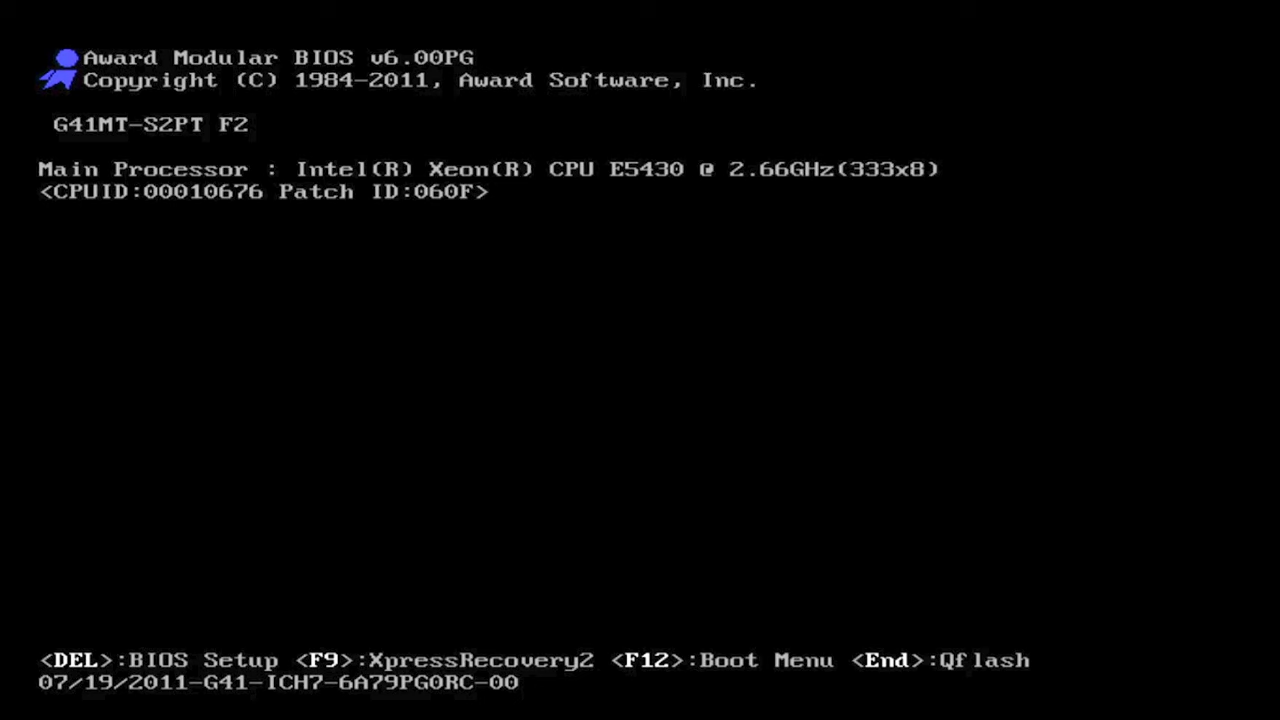 Award Modular BIOS v6.00PG
Copyright (C) 1984-2011, Award Software, Inc.
G41MT-S2PT F2
Main Processor : Intel(R) Xeon(R) CPU E5430 @ 2.66GHz(333x8)
<CPUID:00010676 Patch ID:060F>
<DEL>:BIOS Setup <F9>:XpressRecovery2 <F12>:Boot Menu <End>:Qflash
07/19/2011-G41-ICH7-6A79PG0RC-00